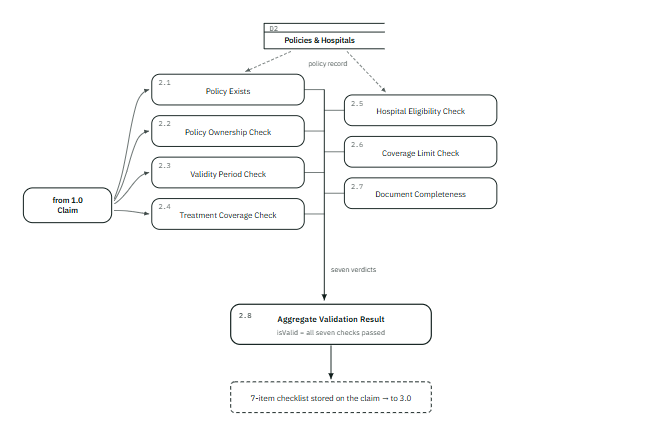 D2
Policies & Hospitals
policy record
2.1
Policy Exists
2.2
Policy Ownership Check
2.3
Validity Period Check
2.4
Treatment Coverage Check
2.5
Hospital Eligibility Check
2.6
Coverage Limit Check
2.7
Document Completeness
from 1.0
Claim
seven verdicts
2.8
Aggregate Validation Result
isValid = all seven checks passed
7-item checklist stored on the claim → to 3.0